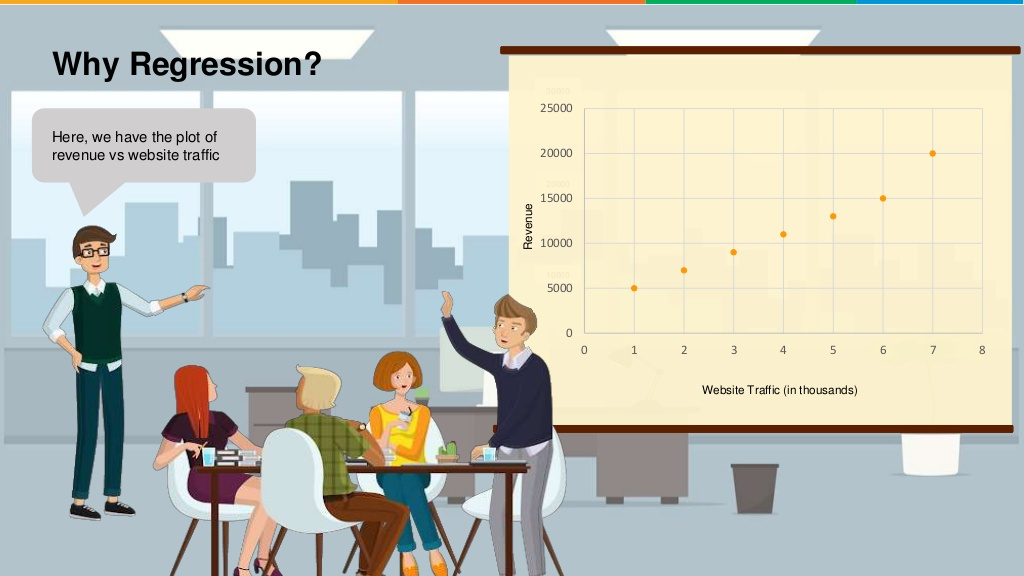 Why Regression?
Here, we have the plot of
revenue vs website traffic
25000
20000
15000
10000
5000
0
Revenue
0 1 2 3 4 5 6 7 8
Website Traffic (in thousands)